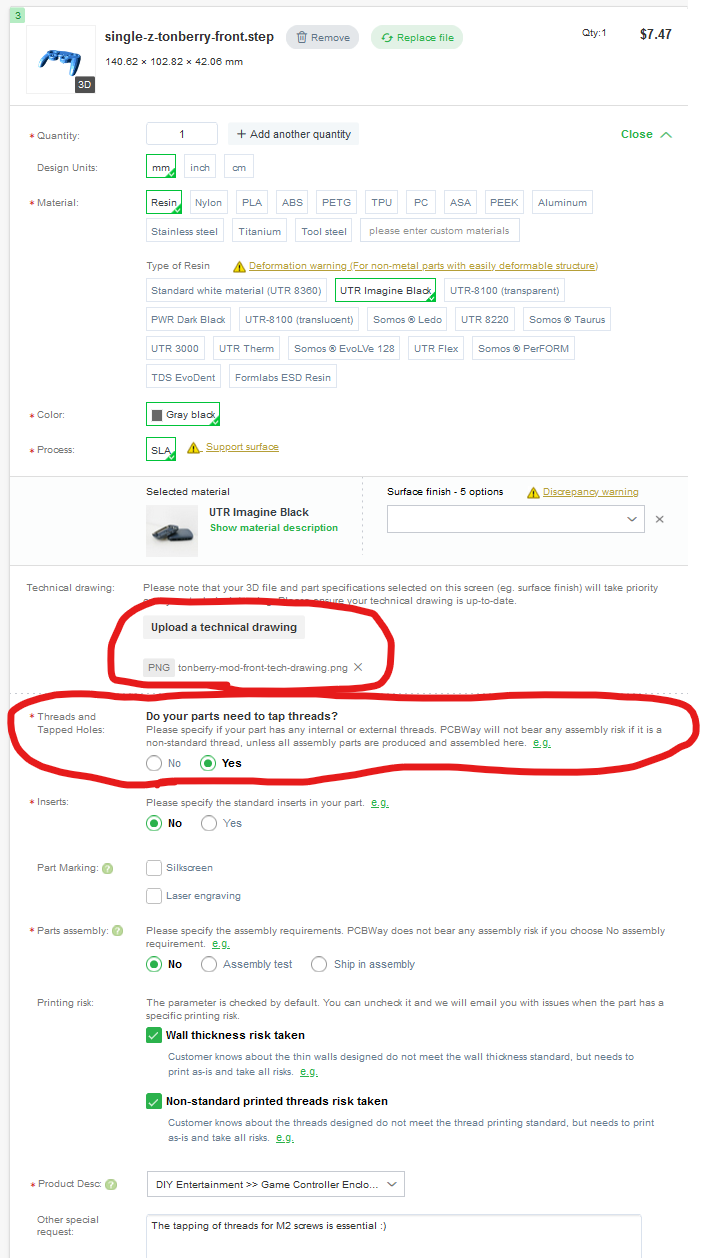 3
single-z-tonberry-front.step Remove Replace file Qty:1 $7.47
140.62 × 102.82 × 42.06 mm
3D
* Quantity: 1 + Add another quantity Close
Design Units: mm inch cm
* Material: Resin Nylon PLA ABS PETG TPU PC ASA PEEK Aluminum
Stainless steel Titanium Tool steel please enter custom materials
Type of Resin Deformation warning (For non-metal parts with easily deformable structure)
Standard white material (UTR 8360) UTR Imagine Black UTR-8100 (transparent)
PWR Dark Black UTR-8100 (translucent) Somos ® Ledo UTR 8220 Somos ® Taurus
UTR 3000 UTR Therm Somos ® EvoLVe 128 UTR Flex Somos ® PerFORM
TDS EvoDent Formlabs ESD Resin
* Color: Gray black
* Process: SLA Support surface
Selected material Surface finish - 5 options Discrepancy warning
UTR Imagine Black
Show material description
Technical drawing: Please note that your 3D file and part specifications selected on this screen (eg. surface finish) will take priority
Please ensure your technical drawing is up-to-date.
Upload a technical drawing
PNG tonberry-mod-front-tech-drawing.png ×
* Threads and Tapped Holes: Do your parts need to tap threads?
Please specify if your part has any internal or external threads. PCBWay will not bear any assembly risk if it is a
non-standard thread, unless all assembly parts are produced and assembled here. e.g.
No Yes
* Inserts: Please specify the standard inserts in your part. e.g.
No Yes
Part Marking: ? Silkscreen
Laser engraving
* Parts assembly: ? Please specify the assembly requirements. PCBWay does not bear any assembly risk if you choose No assembly
requirement. e.g.
No Assembly test Ship in assembly
Printing risk: The parameter is checked by default. You can uncheck it and we will email you with issues when the part has a
specific printing risk.
Wall thickness risk taken
Customer knows about the thin walls designed do not meet the wall thickness standard, but needs to
print as-is and take all risks. e.g.
Non-standard printed threads risk taken
Customer knows about the threads designed do not meet the thread printing standard, but needs to print
as-is and take all risks. e.g.
* Product Desc: ? DIY Entertainment >> Game Controller Enclo...
Other special request: The tapping of threads for M2 screws is essential :)